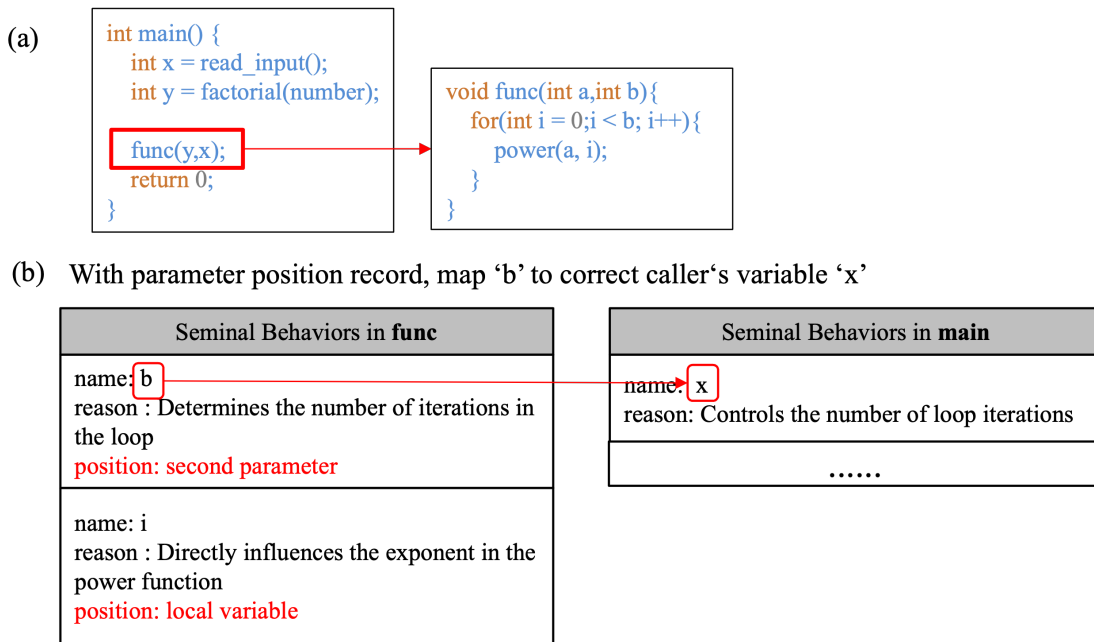 (a)
int main() {
int x = read_input();
int y = factorial(number);
func(y,x);
return 0;
}
void func(int a,int b){
for(int i = 0;i < b; i++){
power(a, i);
}
}
(b) With parameter position record, map ‘b’ to correct caller‘s variable ‘x’
Seminal Behaviors in func
name: b
reason : Determines the number of iterations in
the loop
position: second parameter
name: i
reason : Directly influences the exponent in the
power function
position: local variable
Seminal Behaviors in main
name: x
reason: Controls the number of loop iterations
......